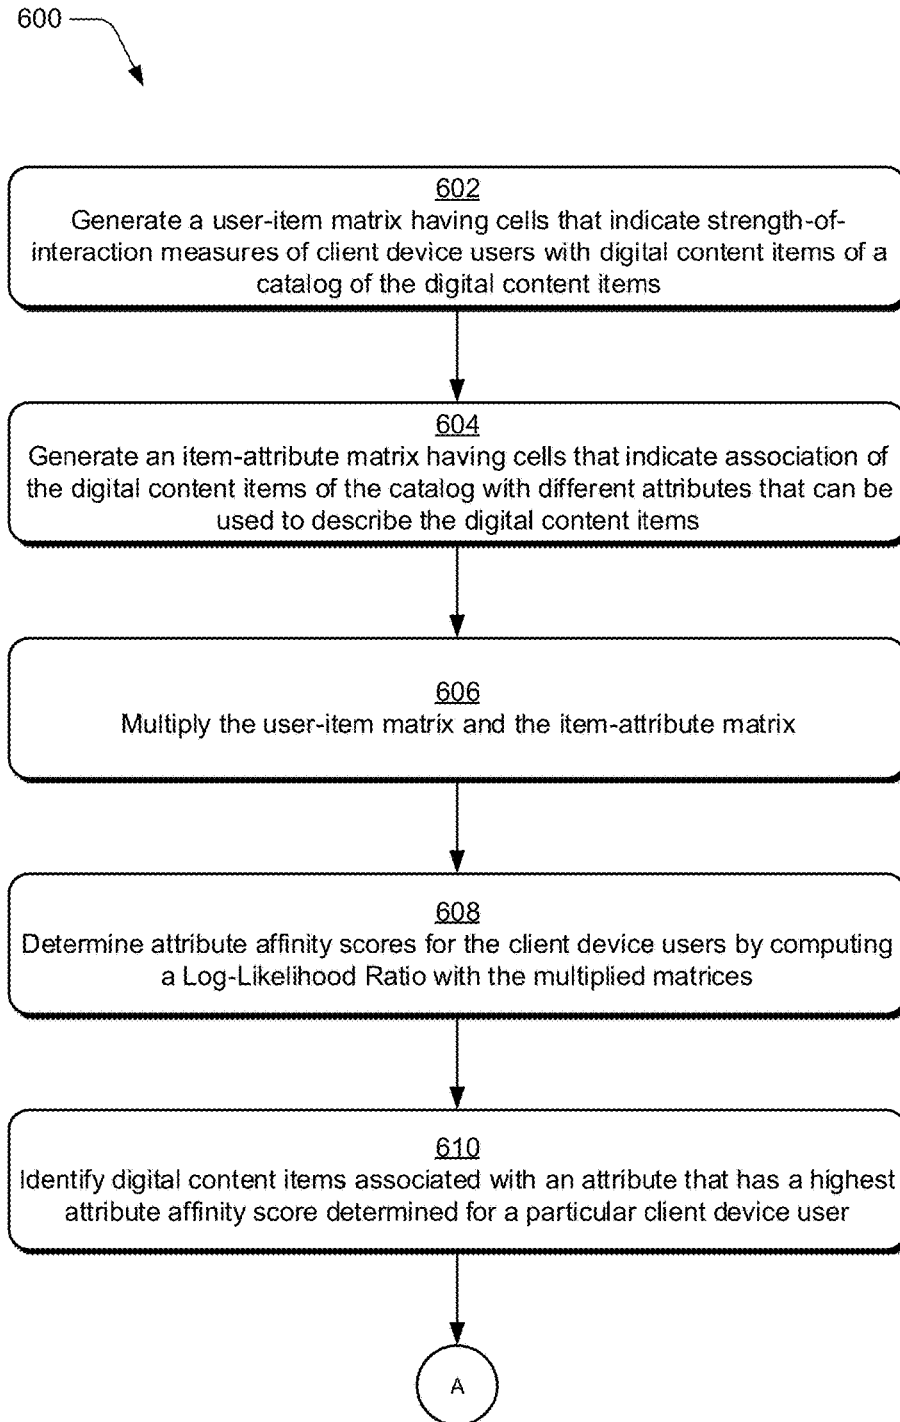 600
602
Generate a user-item matrix having cells that indicate strength-of-
interaction measures of client device users with digital content items of a
catalog of the digital content items
604
Generate an item-attribute matrix having cells that indicate association of
the digital content items of the catalog with different attributes that can be
used to describe the digital content items
606
Multiply the user-item matrix and the item-attribute matrix
608
Determine attribute affinity scores for the client device users by computing
a Log-Likelihood Ratio with the multiplied matrices
610
Identify digital content items associated with an attribute that has a highest
attribute affinity score determined for a particular client device user
A